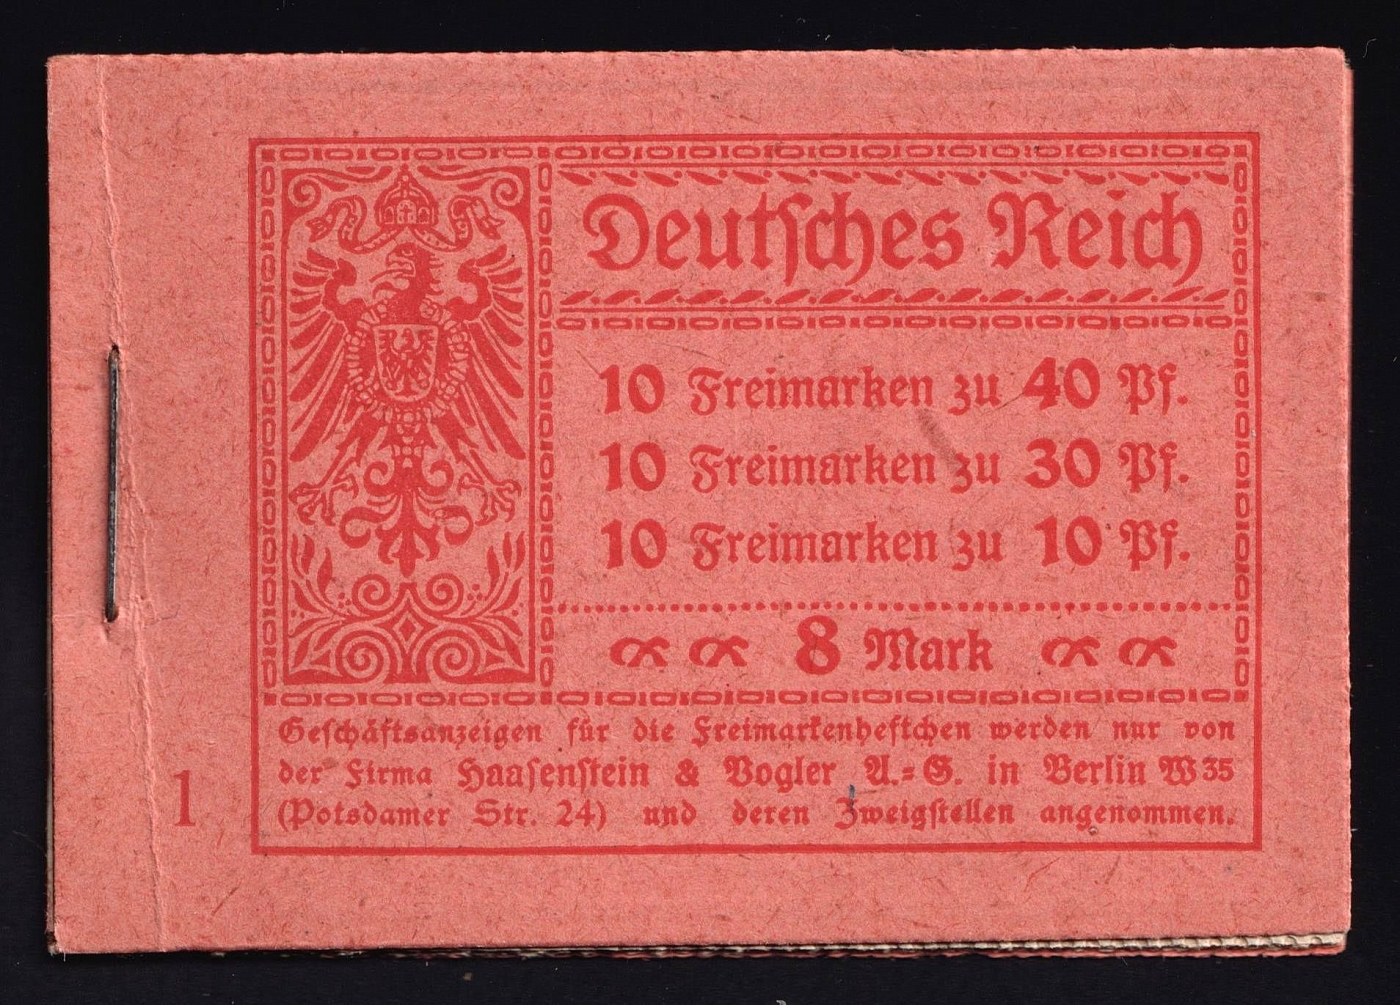 Deutsches Reich
10 Freimarken zu 40 Pf.
10 Freimarken zu 30 Pf.
10 Freimarken zu 10 Pf.
8 Mark
Geschäftsanzeigen für die Freimarkenheftchen werden nur von
der Firma Haasenstein & Vogler A.=G. in Berlin W 35
(Potsdamer Str. 24) und deren Zweigstellen angenommen.
1